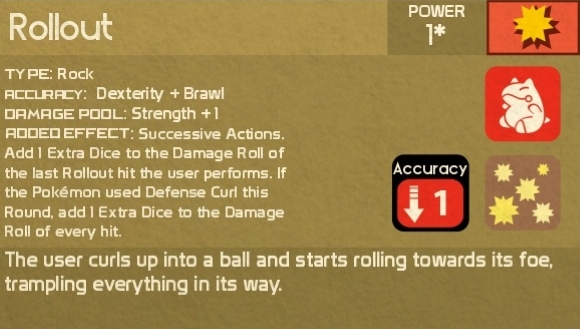 Rollout
POWER
1*
TYPE: Rock
ACCURACY: Dexterity + Brawl
DAMAGE POOL: Strength +1
ADDED EFFECT: Successive Actions.
Add 1 Extra Dice to the Damage Roll of
the last Rollout hit the user performs. If
the Pokémon used Defense Curl this
Round, add 1 Extra Dice to the Damage
Roll of every hit.
Accuracy
1
The user curls up into a ball and starts rolling towards its foe,
trampling everything in its way.